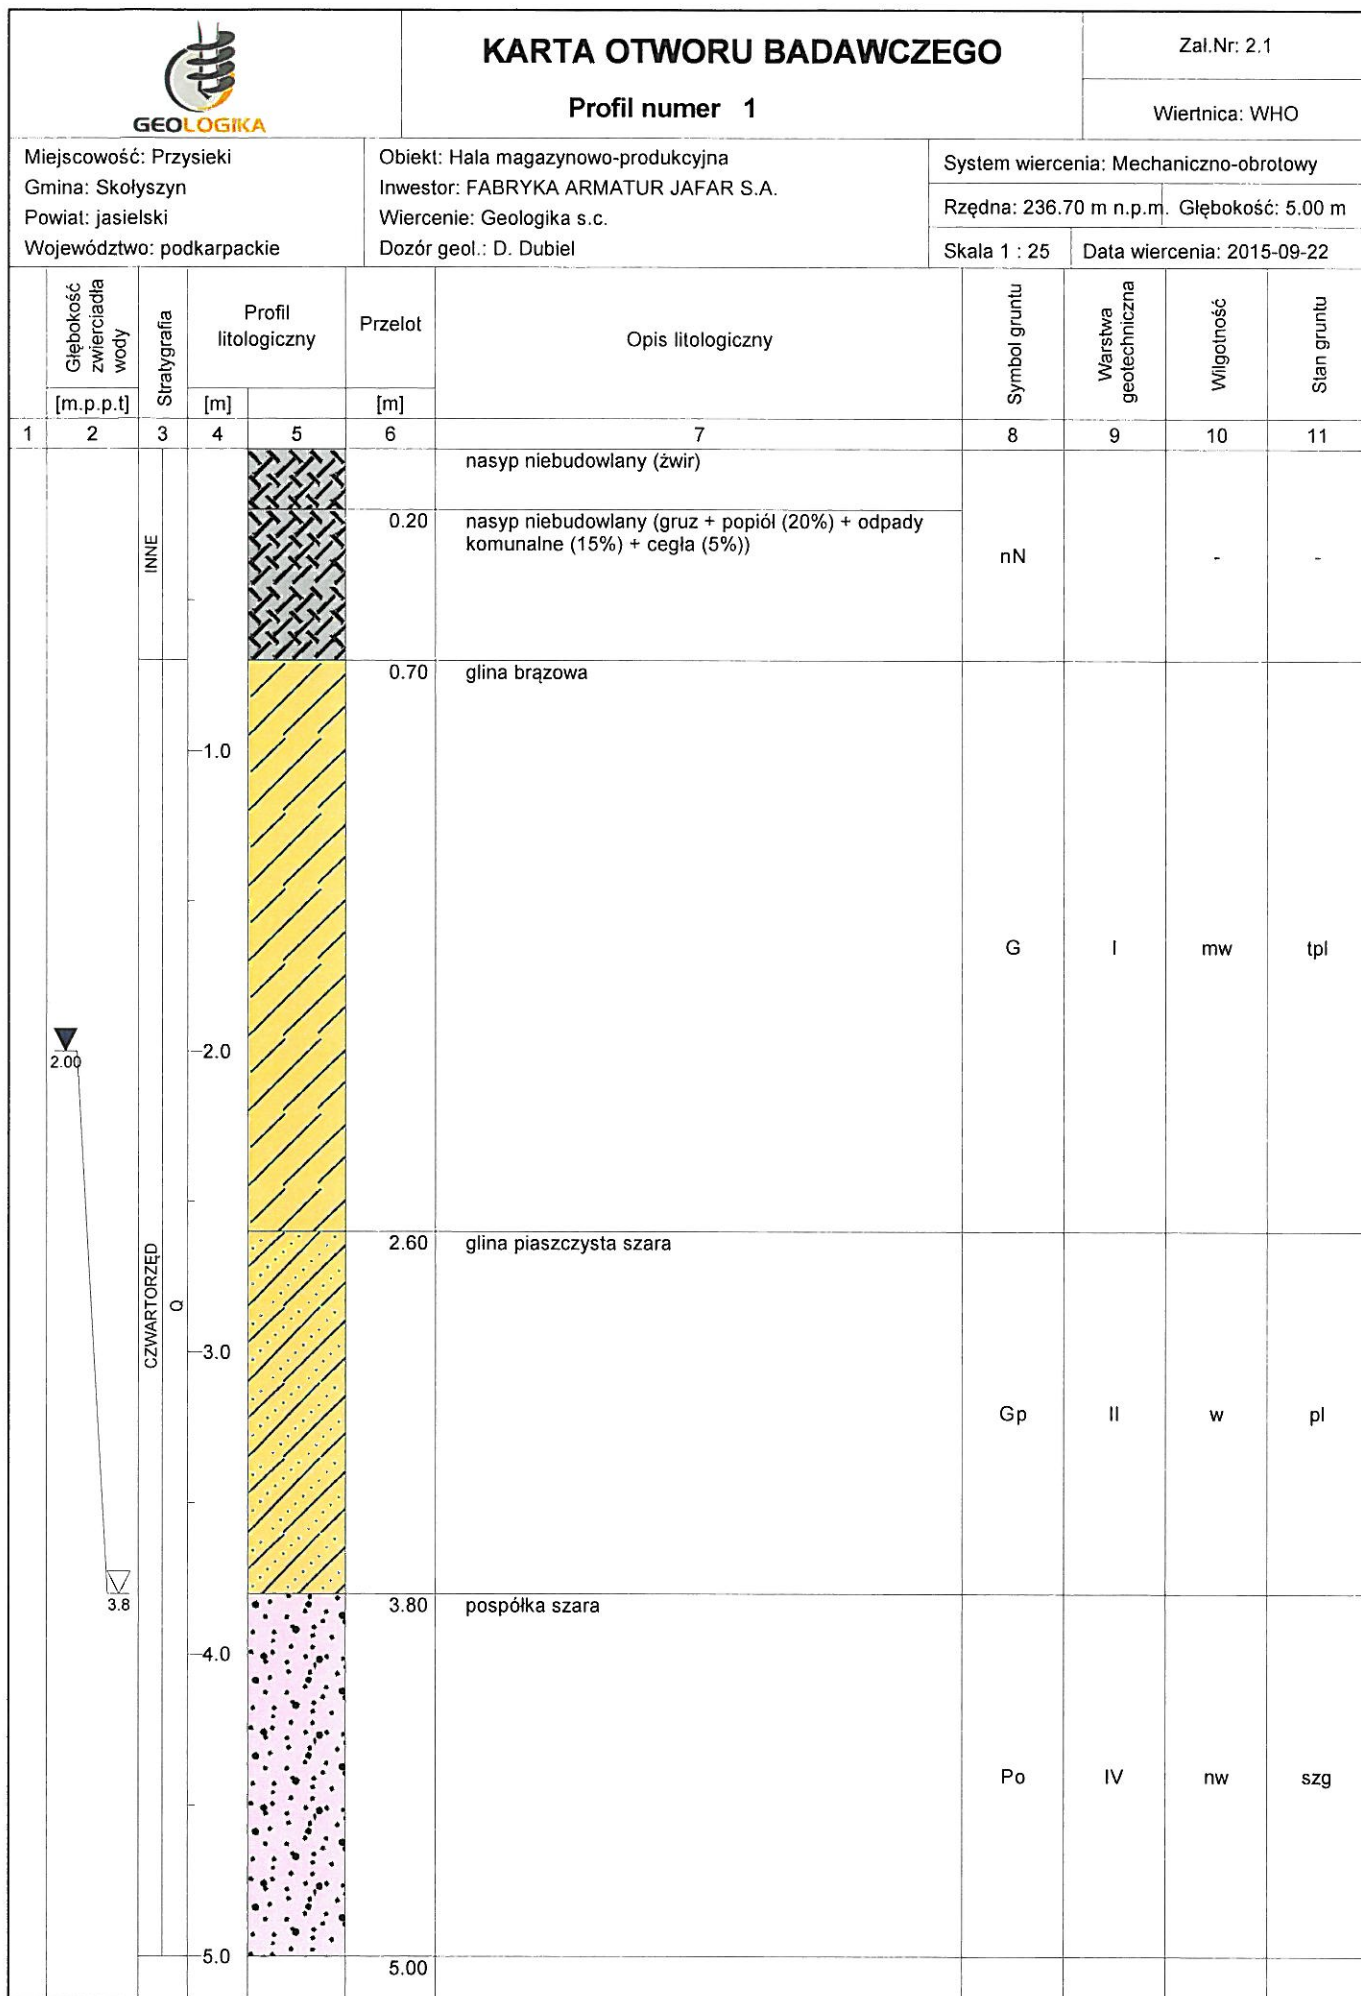 GEOLOGIKA
KARTA OTWORU BADAWCZEGO
Profil numer 1
Zał.Nr: 2.1
Wiertnica: WHO
Miejscowość: Przysieki
Gmina: Skołyszyn
Powiat: jasielski
Województwo: podkarpackie
Obiekt: Hala magazynowo-produkcyjna
Inwestor: FABRYKA ARMATUR JAFAR S.A.
Wiercenie: Geologika s.c.
Dozór geol.: D. Dubiel
System wiercenia: Mechaniczno-obrotowy
Rzędna: 236.70 m n.p.m. Głębokość: 5.00 m
Skala 1 : 25 Data wiercenia: 2015-09-22
Głębokość
zwierciadła
wody
[m.p.p.t]
Stratygrafia
Profil
litologiczny
[m]
Przelot
[m]
Opis litologiczny
Symbol gruntu
Warstwa
geotechniczna
Wilgotność
Stan gruntu
1 2 3 4 5 6 7 8 9 10 11
nasyp niebudowlany (żwir)
INNE
0.20 nasyp niebudowlany (gruz + popiół (20%) + odpady
komunalne (15%) + cegła (5%))
nN - -
0.70 glina brązowa
1.0
G I mw tpl
2.00
2.0
2.60 glina piaszczysta szara
CZWARTORZĘD
Q
3.0
Gp II w pl
3.8
3.80 pospółka szara
4.0
Po IV nw szg
5.0
5.00